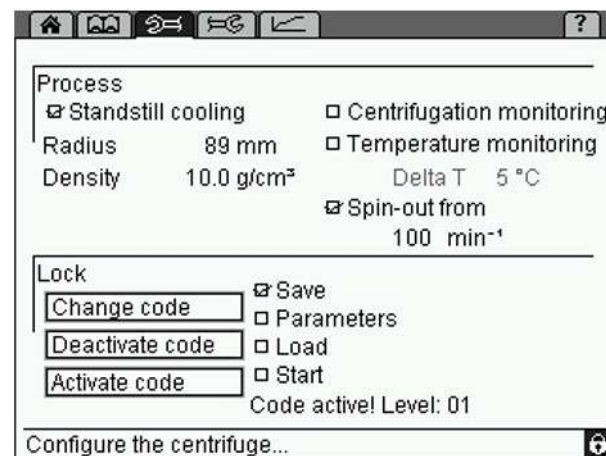 ?
Process
Standstill cooling
Centrifugation monitoring
Radius 89 mm
Temperature monitoring
Density 10.0 g/cm³
Delta T 5 °C
Spin-out from
100 min⁻¹
Lock
Save
Change code
Parameters
Deactivate code
Load
Activate code
Start
Code active! Level: 01
Configure the centrifuge...